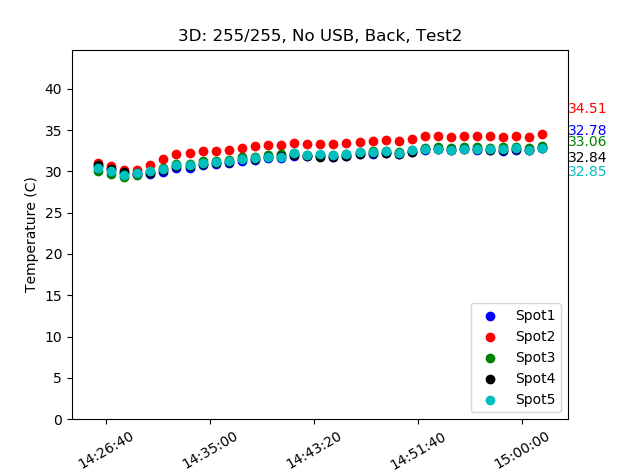 3D: 255/255, No USB, Back, Test2
Temperature (C)
40
35
30
25
20
15
10
5
0
34.51
32.78
33.06
32.84
32.85
Spot1
Spot2
Spot3
Spot4
Spot5
14:26:40
14:35:00
14:43:20
14:51:40
15:00:00